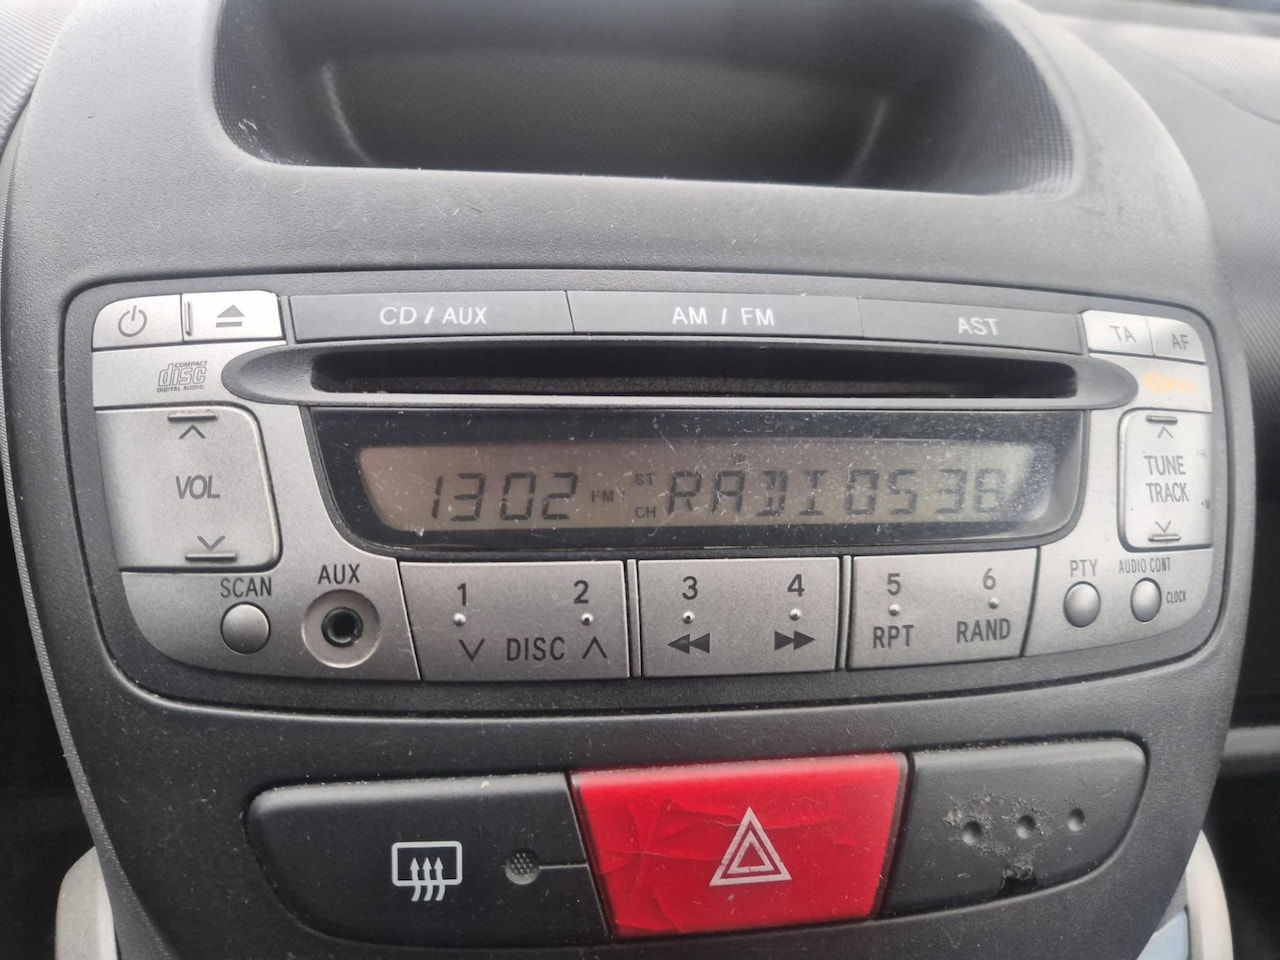 CD / AUX AM / FM AST TA AF
COMPACT
disc
DIGITAL AUDIO
VOL
1302 FM ST CH RADIO538
TUNE
TRACK
SCAN AUX
1 2 3 4 5 6
DISC RPT RAND
PTY AUDIO CONT
CLOCK